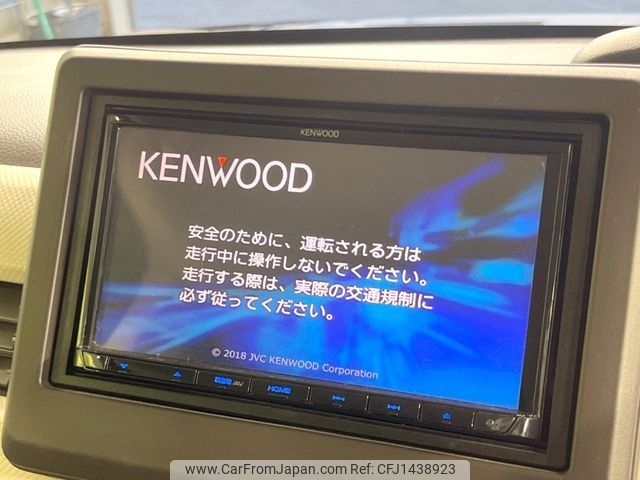 KENWOOD
KENWOOD
安全のために、運転される方は
走行中に操作しないでください。
走行する際は、実際の交通規制に
必ず従ってください。
© 2018 JVC KENWOOD Corporation
/AV HOME
www.CarFromJapan.com | CFJ1438923